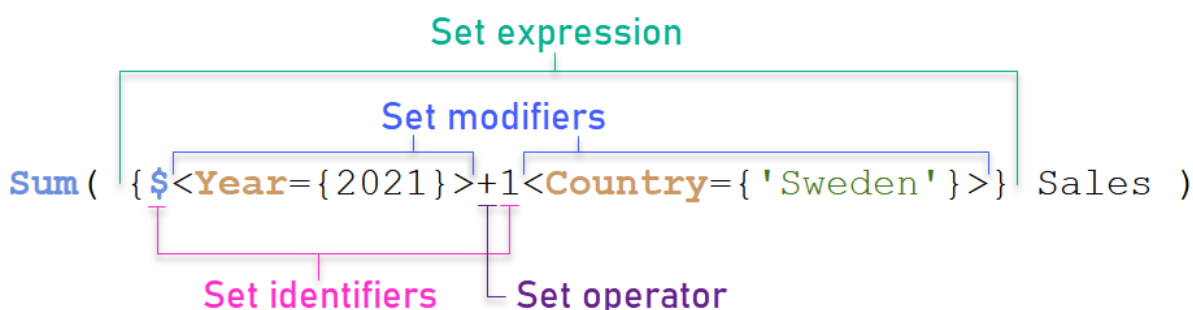 Set expression
Set modifiers
Sum( {$<Year={2021}>+1<Country={'Sweden'}>} Sales )
Set identifiers
Set operator